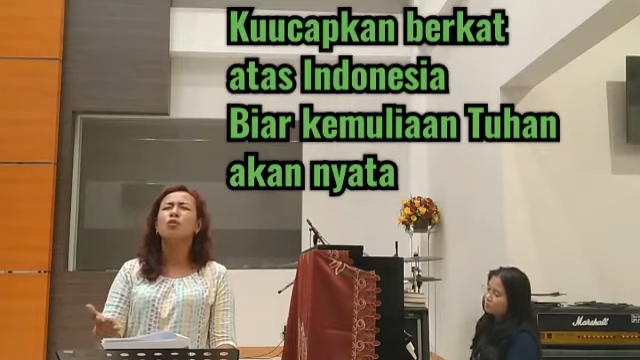 Kuucapkan berkat
atas Indonesia
Biar kemuliaan Tuhan
akan nyata
Marshall